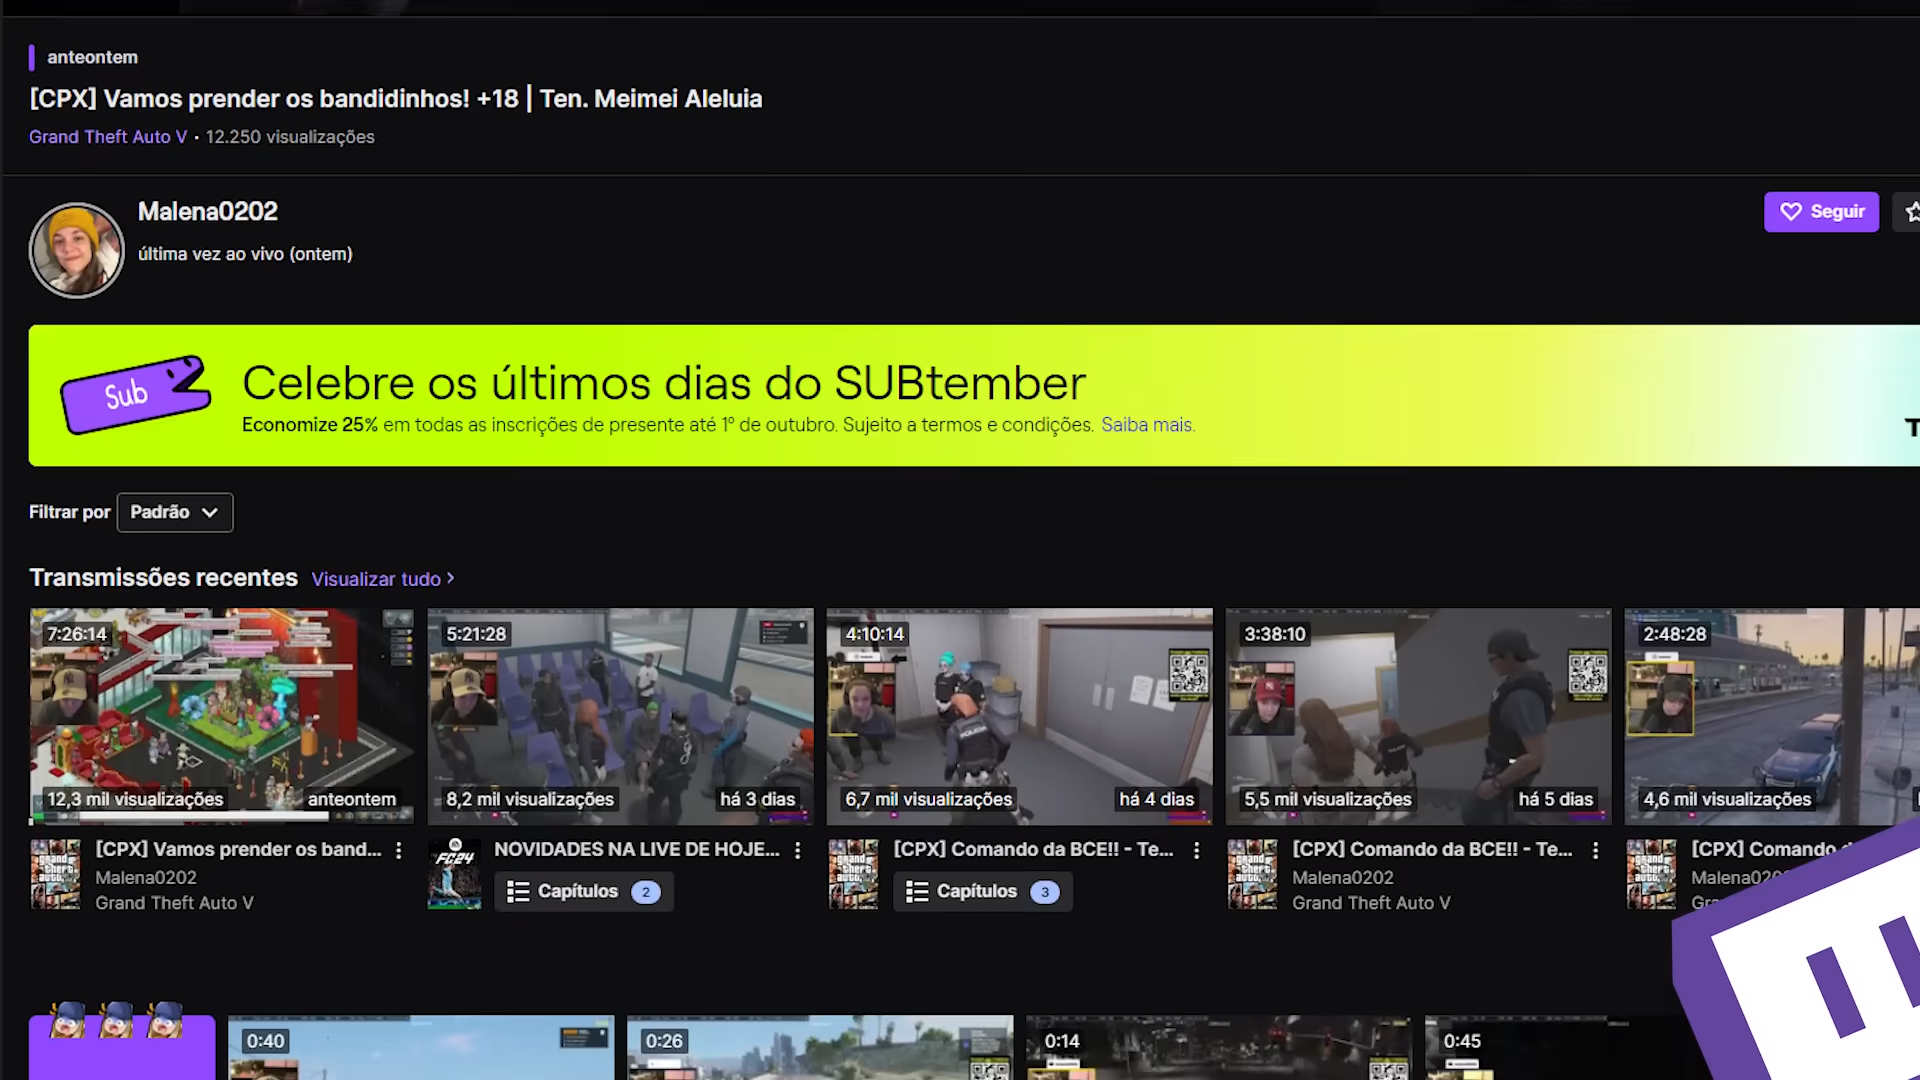 anteontem
[CPX] Vamos prender os bandidinhos! +18 | Ten. Meimei Aleluia
Grand Theft Auto V · 12.250 visualizações
Malena0202
Seguir
última vez ao vivo (ontem)
Sub
Celebre os últimos dias do SUBtember
Economize 25% em todas as inscrições de presente até 1º de outubro. Sujeito a termos e condições. Saiba mais.
Filtrar por
Padrão
Transmissões recentes
Visualizar tudo
7:26:14
5:21:28
4:10:14
3:38:10
2:48:28
12,3 mil visualizações
anteontem
8,2 mil visualizações
há 3 dias
6,7 mil visualizações
há 4 dias
5,5 mil visualizações
há 5 dias
4,6 mil visualizações
[CPX] Vamos prender os band...
Malena0202
Grand Theft Auto V
FC24
NOVIDADES NA LIVE DE HOJE...
Capítulos 2
[CPX] Comando da BCE!! - Te...
Capítulos 3
[CPX] Comando da BCE!! - Te...
Malena0202
Grand Theft Auto V
[CPX]
0:40
0:26
0:14
0:45